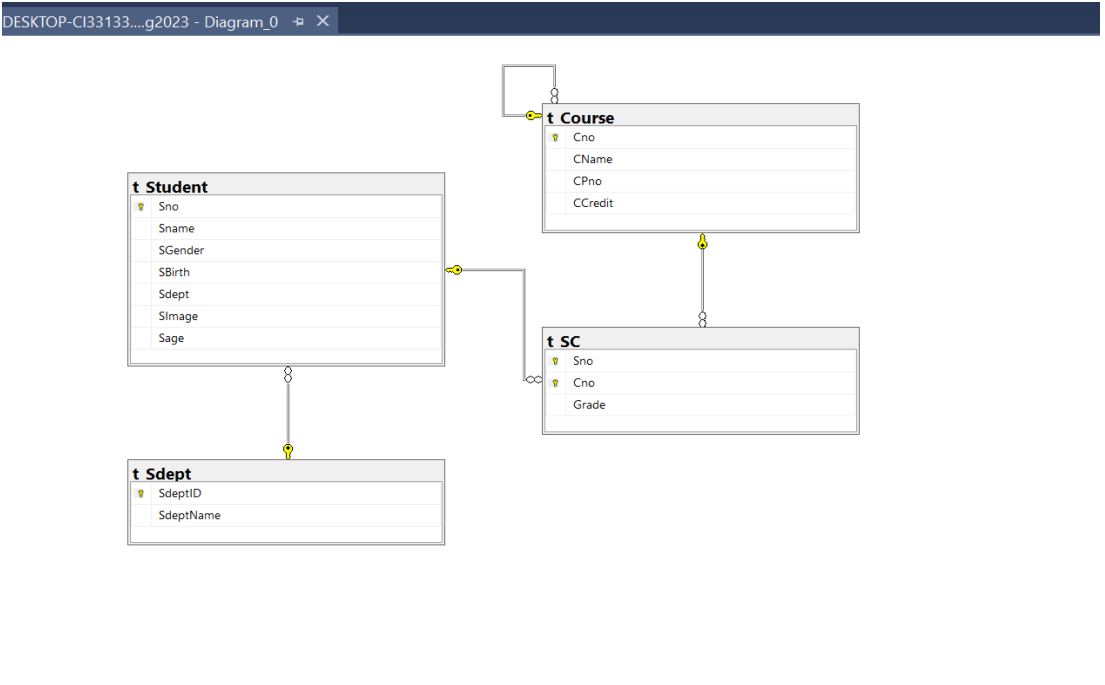 DESKTOP-CI33133....g2023 - Diagram_0
t_Course
Cno
CName
CPno
CCredit
t_Student
Sno
Sname
SGender
SBirth
Sdept
SImage
Sage
t_SC
Sno
Cno
Grade
t_Sdept
SdeptID
SdeptName